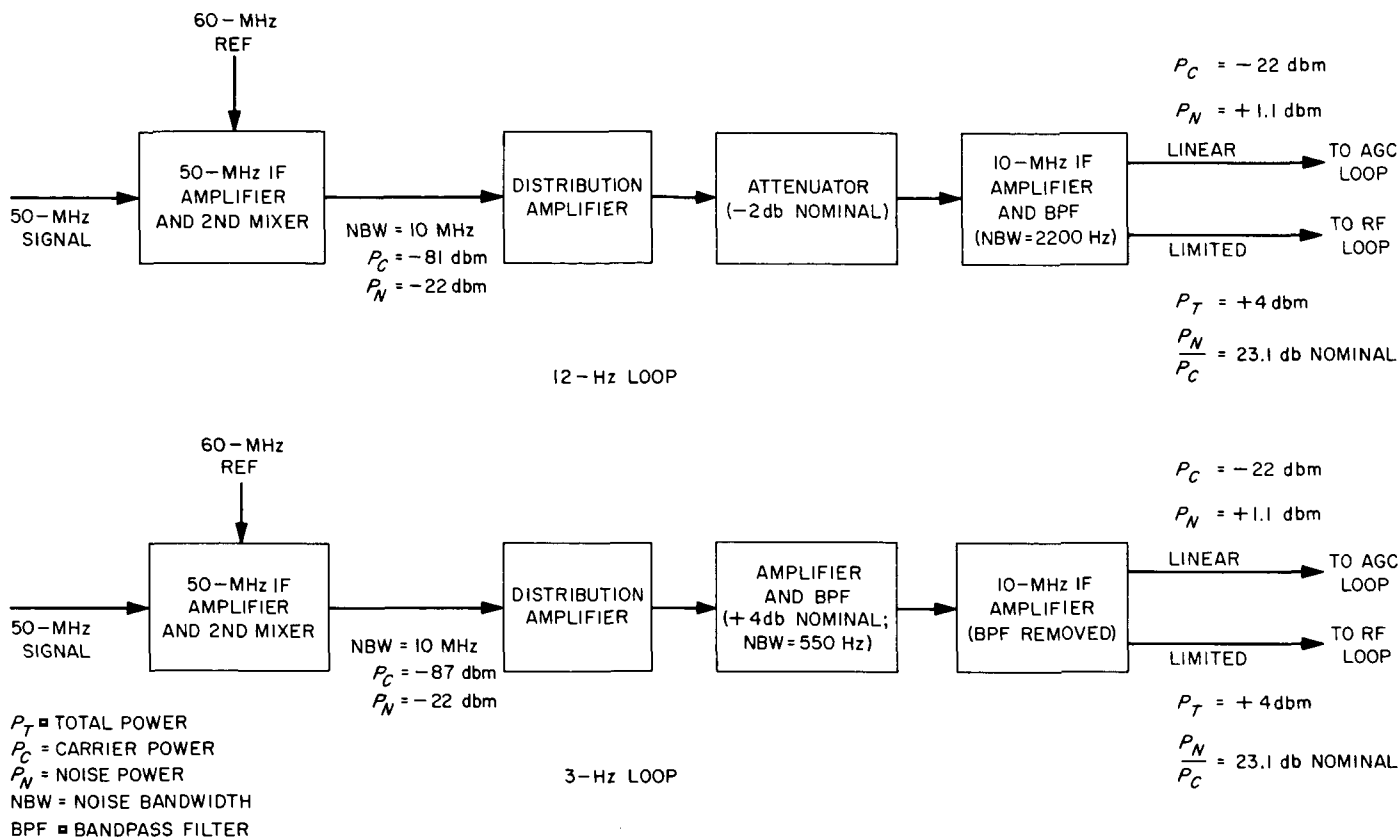 60-MHz
REF
50-MHz
SIGNAL
50-MHz IF
AMPLIFIER
AND 2ND MIXER
NBW = 10 MHz
P_C = -81 dbm
P_N = -22 dbm
DISTRIBUTION
AMPLIFIER
ATTENUATOR
(-2db NOMINAL)
10-MHz IF
AMPLIFIER
AND BPF
(NBW=2200 Hz)
P_C = -22 dbm
P_N = +1.1 dbm
LINEAR
TO AGC
LOOP
LIMITED
TO RF
LOOP
P_T = +4 dbm
P_N
P_C
= 23.1 db NOMINAL
12-Hz LOOP
60-MHz
REF
50-MHz
SIGNAL
50-MHz IF
AMPLIFIER
AND 2ND MIXER
NBW = 10 MHz
P_C = -87 dbm
P_N = -22 dbm
DISTRIBUTION
AMPLIFIER
AMPLIFIER
AND BPF
(+4db NOMINAL;
NBW=550 Hz)
10-MHz IF
AMPLIFIER
(BPF REMOVED)
P_C = -22 dbm
P_N = +1.1 dbm
LINEAR
TO AGC
LOOP
LIMITED
TO RF
LOOP
P_T = +4dbm
P_N
P_C
= 23.1 db NOMINAL
3-Hz LOOP
P_T = TOTAL POWER
P_C = CARRIER POWER
P_N = NOISE POWER
NBW = NOISE BANDWIDTH
BPF = BANDPASS FILTER